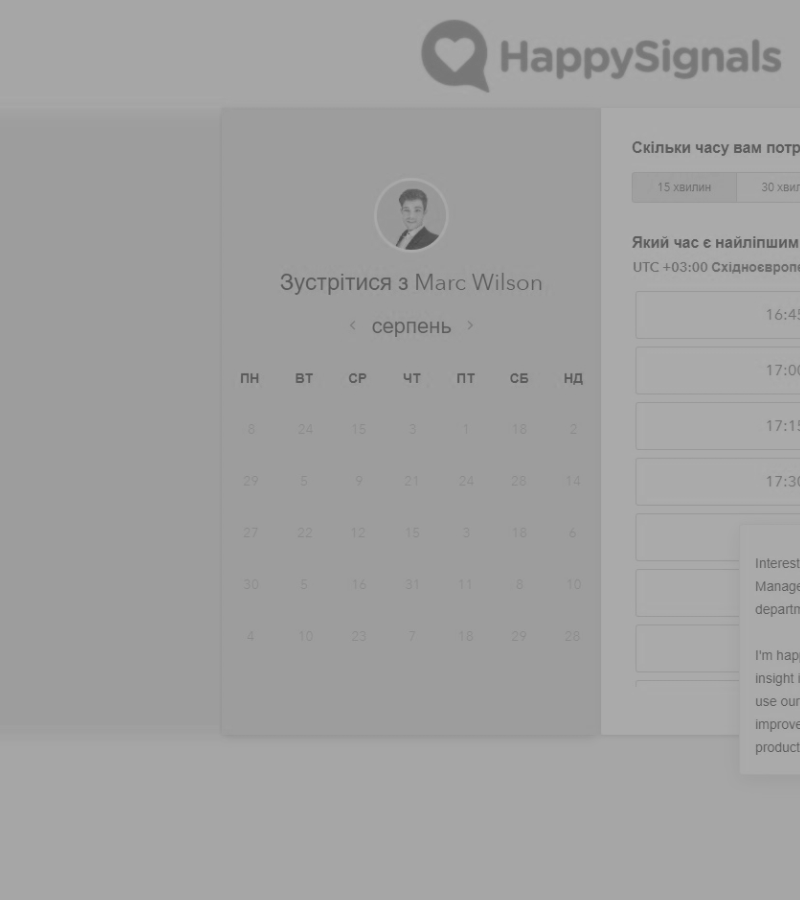 HappySignals
Зустрітися з Marc Wilson
серпень
ПН ВТ СР ЧТ ПТ СБ НД
8 24 15 3 1 18 2
29 5 9 21 24 28 14
27 22 12 15 3 18 6
30 5 16 31 11 8 10
4 10 23 7 18 29 28
Скільки часу вам потр
15 хвилин 30 хвил
Який час є найліпшим
UTC +03:00 Східноєвропе
16:45
17:00
17:15
17:30
Interest
Manage
departm
I'm hap
insight i
use our
improve
product